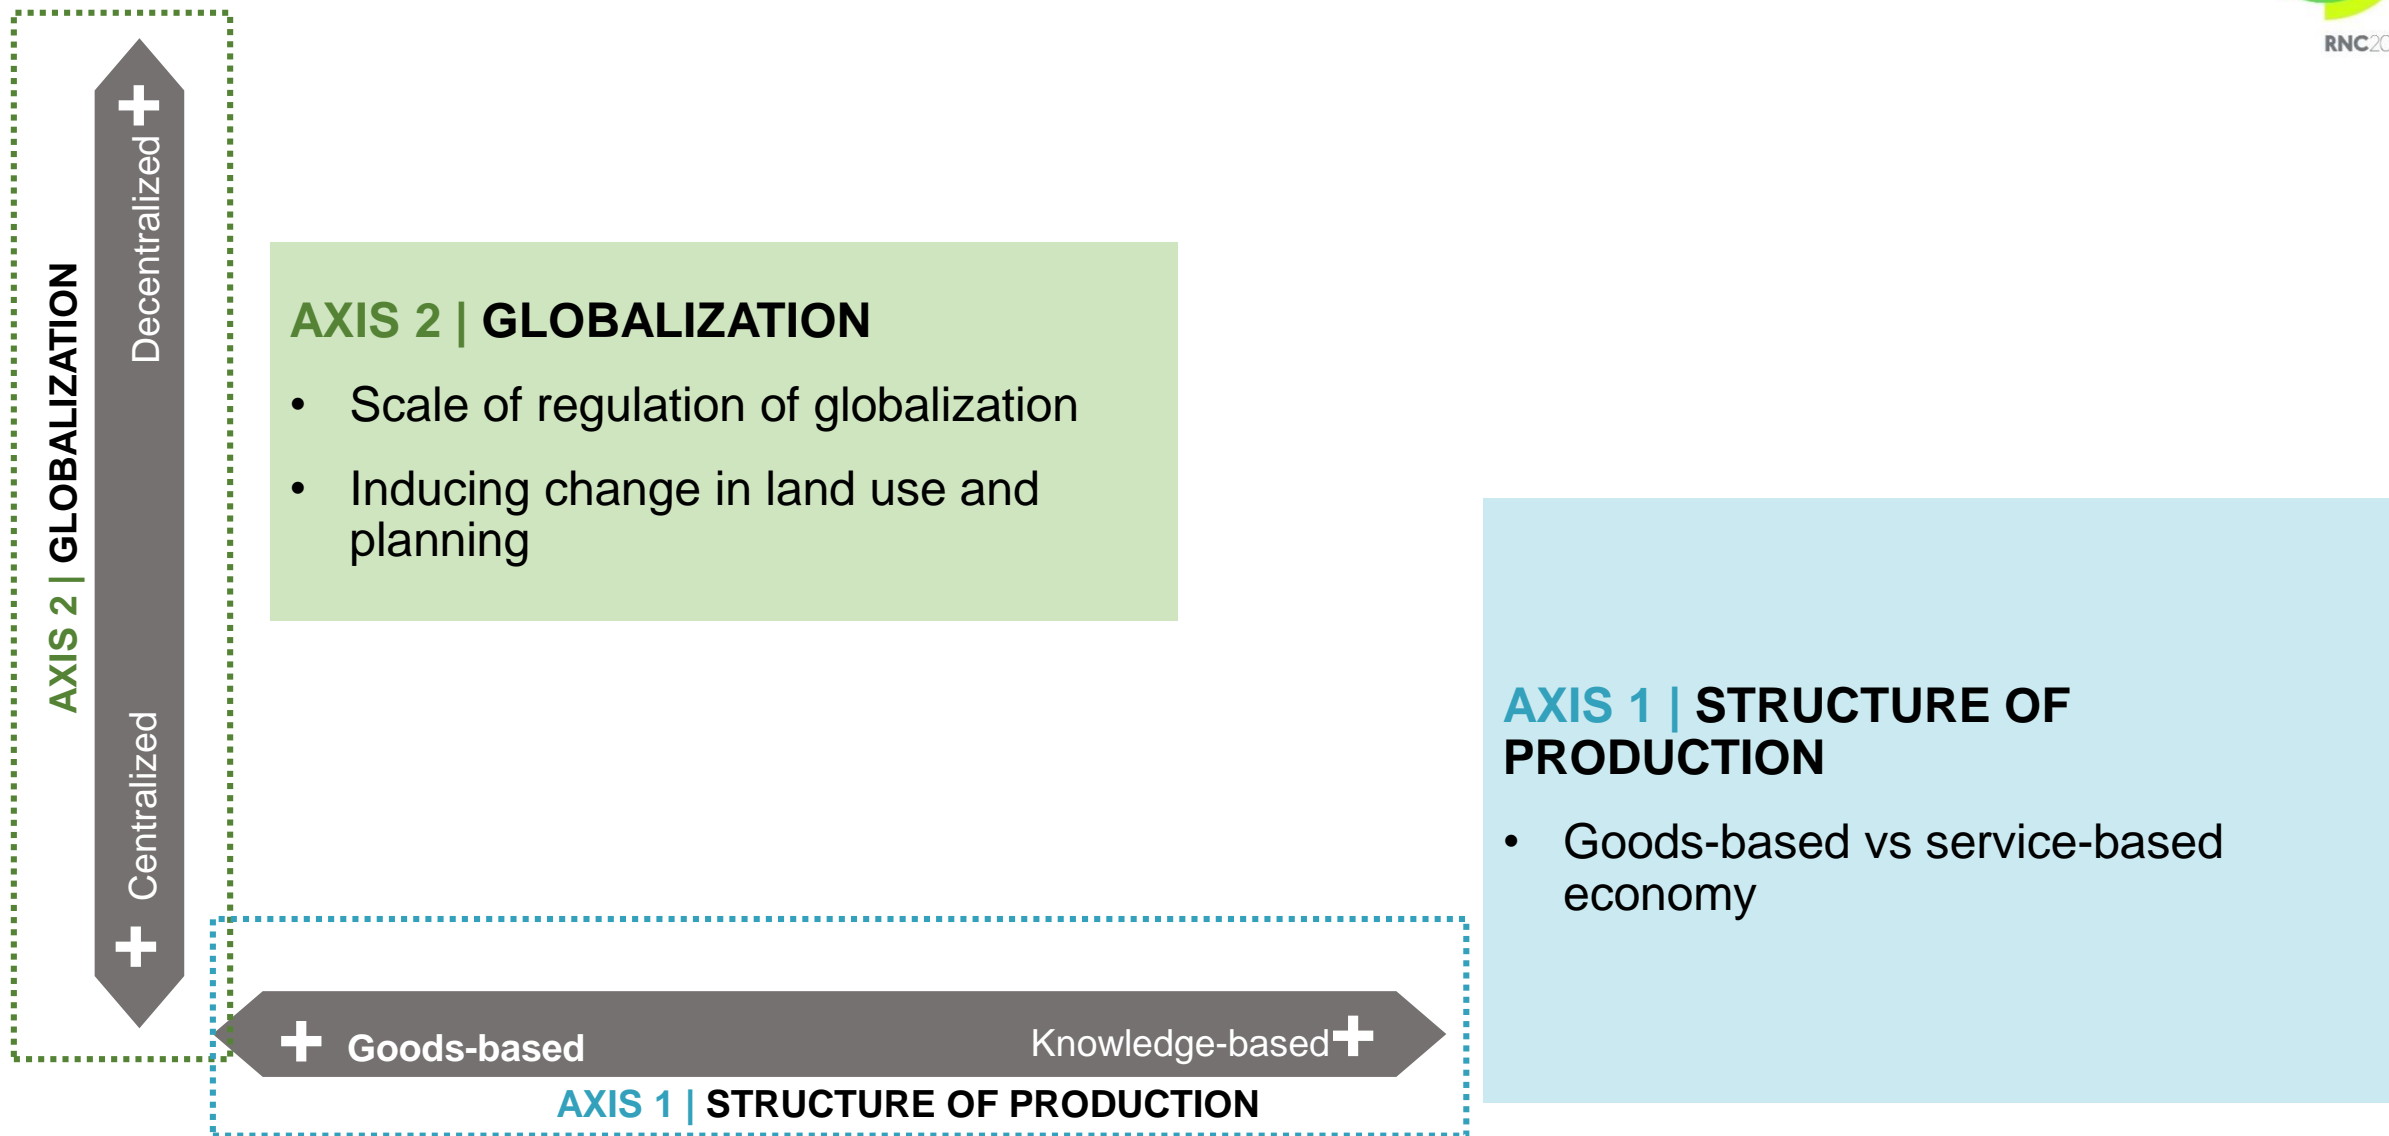 RNC20
Decentralized
AXIS 2 | GLOBALIZATION
Centralized
AXIS 2 | GLOBALIZATION
• Scale of regulation of globalization
• Inducing change in land use and
planning
AXIS 1 | STRUCTURE OF
PRODUCTION
• Goods-based vs service-based
economy
Goods-based
Knowledge-based
AXIS 1 | STRUCTURE OF PRODUCTION